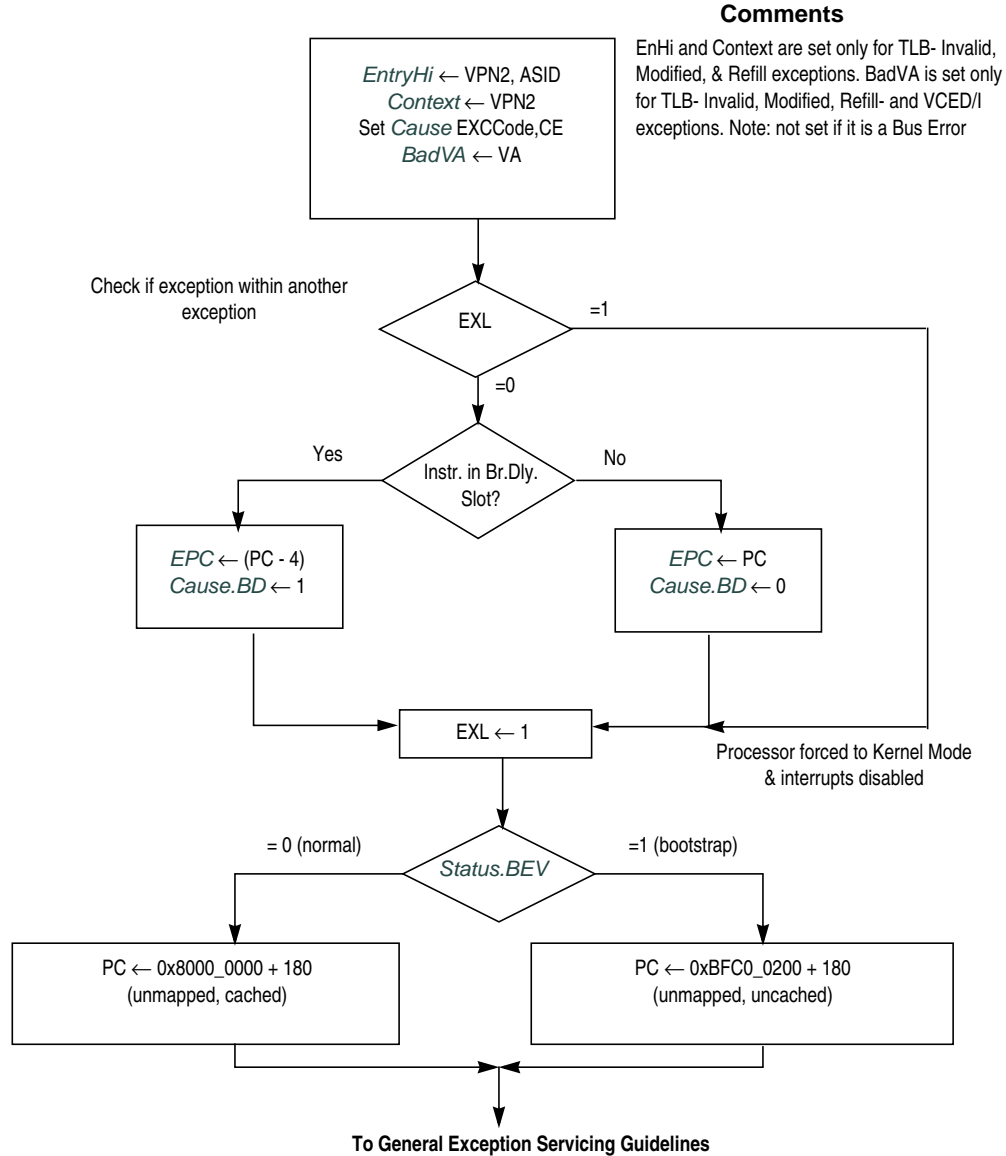 Comments
EnHi and Context are set only for TLB- Invalid,
Modified, & Refill exceptions. BadVA is set only
for TLB- Invalid, Modified, Refill- and VCED/I
exceptions. Note: not set if it is a Bus Error
EntryHi ← VPN2, ASID
Context ← VPN2
Set Cause EXCCode,CE
BadVA ← VA
Check if exception within another
exception
EXL
=1
=0
Yes
Instr. in Br.Dly.
Slot?
No
EPC ← (PC - 4)
Cause.BD ← 1
EPC ← PC
Cause.BD ← 0
EXL ← 1
Processor forced to Kernel Mode
& interrupts disabled
= 0 (normal)
Status.BEV
=1 (bootstrap)
PC ← 0x8000_0000 + 180
(unmapped, cached)
PC ← 0xBFC0_0200 + 180
(unmapped, uncached)
To General Exception Servicing Guidelines